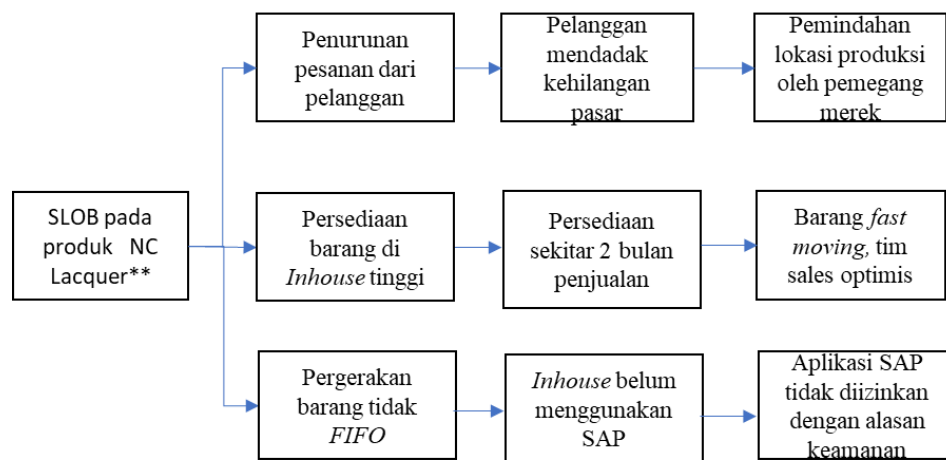 Penurunan
pesanan dari
pelanggan
Pelanggan
mendadak
kehilangan
pasar
Pemindahan
lokasi produksi
oleh pemegang
merek
SLOB pada
produk NC
Lacquer**
Persediaan
barang di
Inhouse tinggi
Persediaan
sekitar 2 bulan
penjualan
Barang fast
moving, tim
sales optimis
Pergerakan
barang tidak
FIFO
Inhouse belum
menggunakan
SAP
Aplikasi SAP
tidak diizinkan
dengan alasan
keamanan